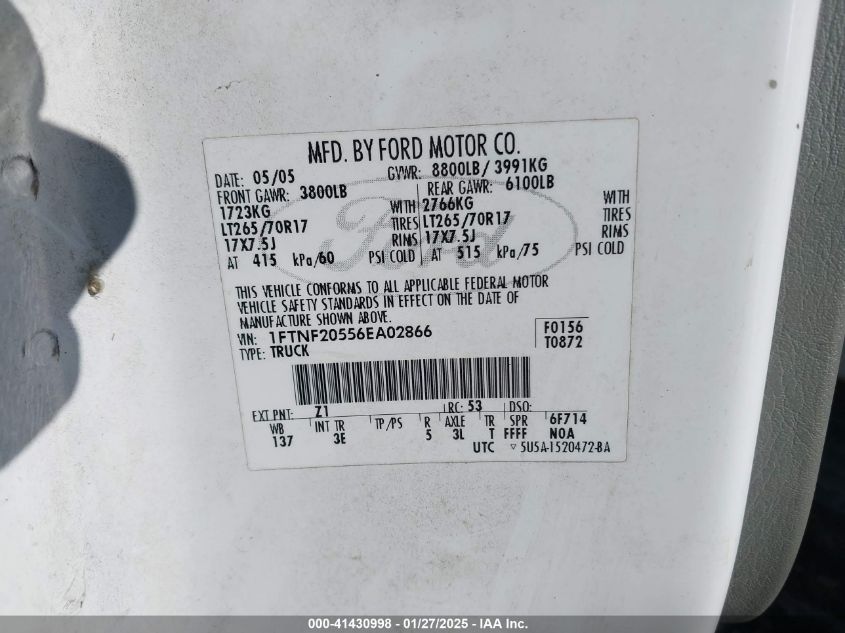 MFD. BY FORD MOTOR CO.
DATE: 05/05 GVWR: 8800LB / 3991KG
FRONT GAWR: 3800LB REAR GAWR: 6100LB
1723KG WITH 2766KG WITH
LT265/70R17 TIRES LT265/70R17 TIRES
17X7.5J RIMS 17X7.5J RIMS
AT 415 kPa/60 PSI COLD AT 515 kPa/75 PSI COLD
Ford
THIS VEHICLE CONFORMS TO ALL APPLICABLE FEDERAL MOTOR
VEHICLE SAFETY STANDARDS IN EFFECT ON THE DATE OF
MANUFACTURE SHOWN ABOVE.
VIN: 1FTNF20556EA02866 F0156
TYPE: TRUCK T0872
EXT PNT: Z1 RC: 53 DSO:
WB INT TR TP/PS R AXLE TR SPR 6F714
137 3E 5 3L T FFFF NOA
UTC ▽ 5U5A-1520472-BA
000-41430998 | 01/27/2025 | IAA Inc.